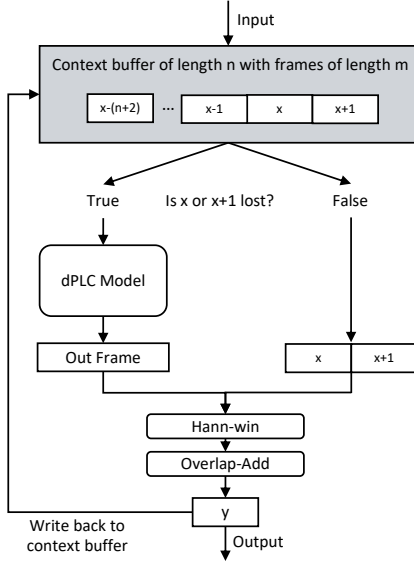 Input
Context buffer of length n with frames of length m
x-(n+2) ... x-1 x x+1
True Is x or x+1 lost? False
dPLC Model
Out Frame x x+1
Hann-win
Overlap-Add
y
Write back to
context buffer
Output